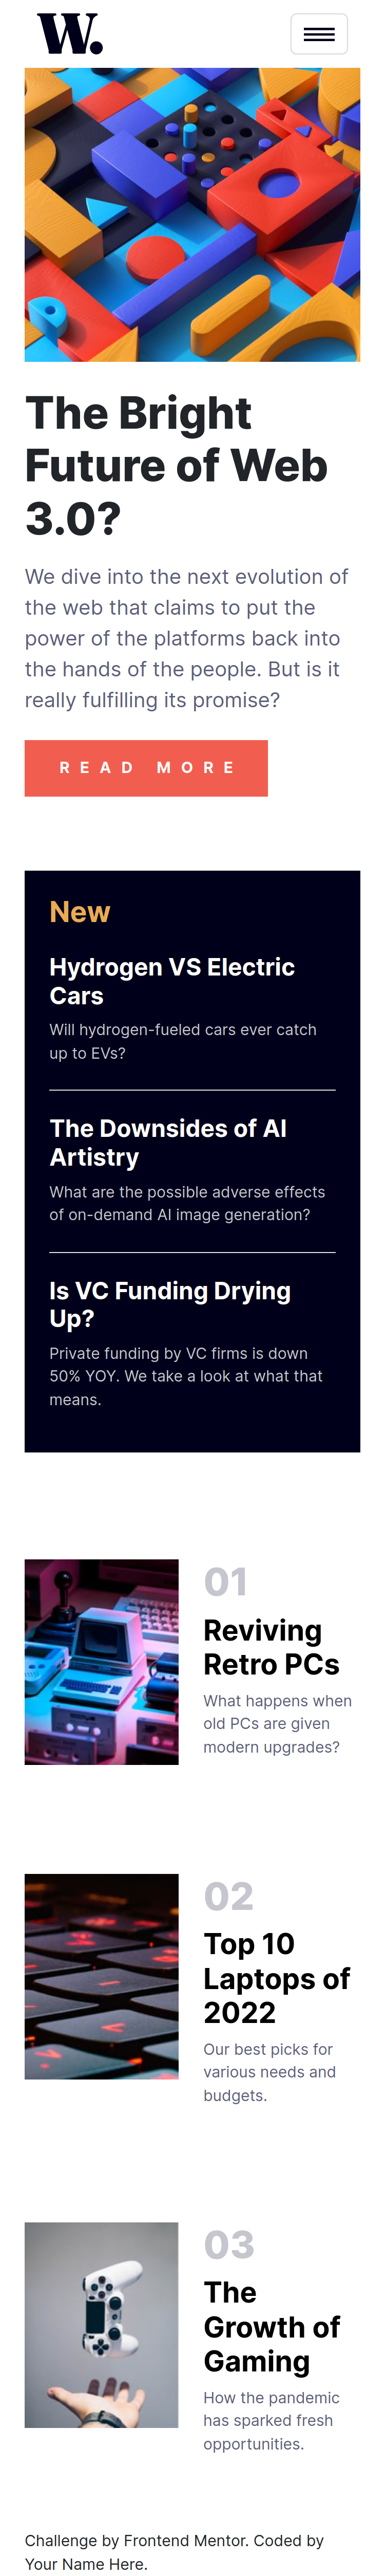 W.
The Bright
Future of Web
3.0?
We dive into the next evolution of
the web that claims to put the
power of the platforms back into
the hands of the people. But is it
really fulfilling its promise?
READ MORE
New
Hydrogen VS Electric
Cars
Will hydrogen-fueled cars ever catch
up to EVs?
The Downsides of AI
Artistry
What are the possible adverse effects
of on-demand AI image generation?
Is VC Funding Drying
Up?
Private funding by VC firms is down
50% YOY. We take a look at what that
means.
01
Reviving
Retro PCs
What happens when
old PCs are given
modern upgrades?
02
Top 10
Laptops of
2022
Our best picks for
various needs and
budgets.
03
The
Growth of
Gaming
How the pandemic
has sparked fresh
opportunities.
Challenge by Frontend Mentor. Coded by
Your Name Here.